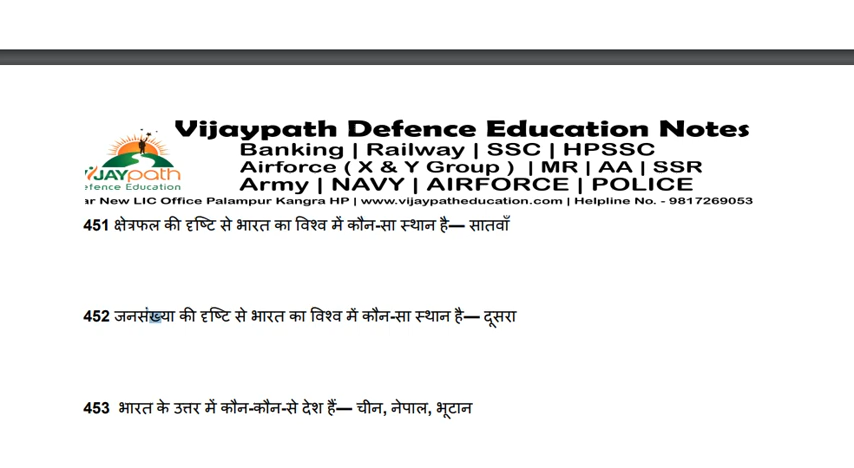 Vijaypath Defence Education Notes
Banking | Railway | SSC | HPSSC
Airforce ( X & Y Group ) | MR | AA | SSR
Army | NAVY | AIRFORCE | POLICE
IJAYpath
efence Education
ar New LIC Office Palampur Kangra HP | www.vijaypatheducation.com | Helpline No. - 9817269053
451 क्षेत्रफल की दृष्टि से भारत का विश्व में कौन-सा स्थान है— सातवाँ
452 जनसंख्या की दृष्टि से भारत का विश्व में कौन-सा स्थान है— दूसरा
453 भारत के उत्तर में कौन-कौन-से देश हैं— चीन, नेपाल, भूटान